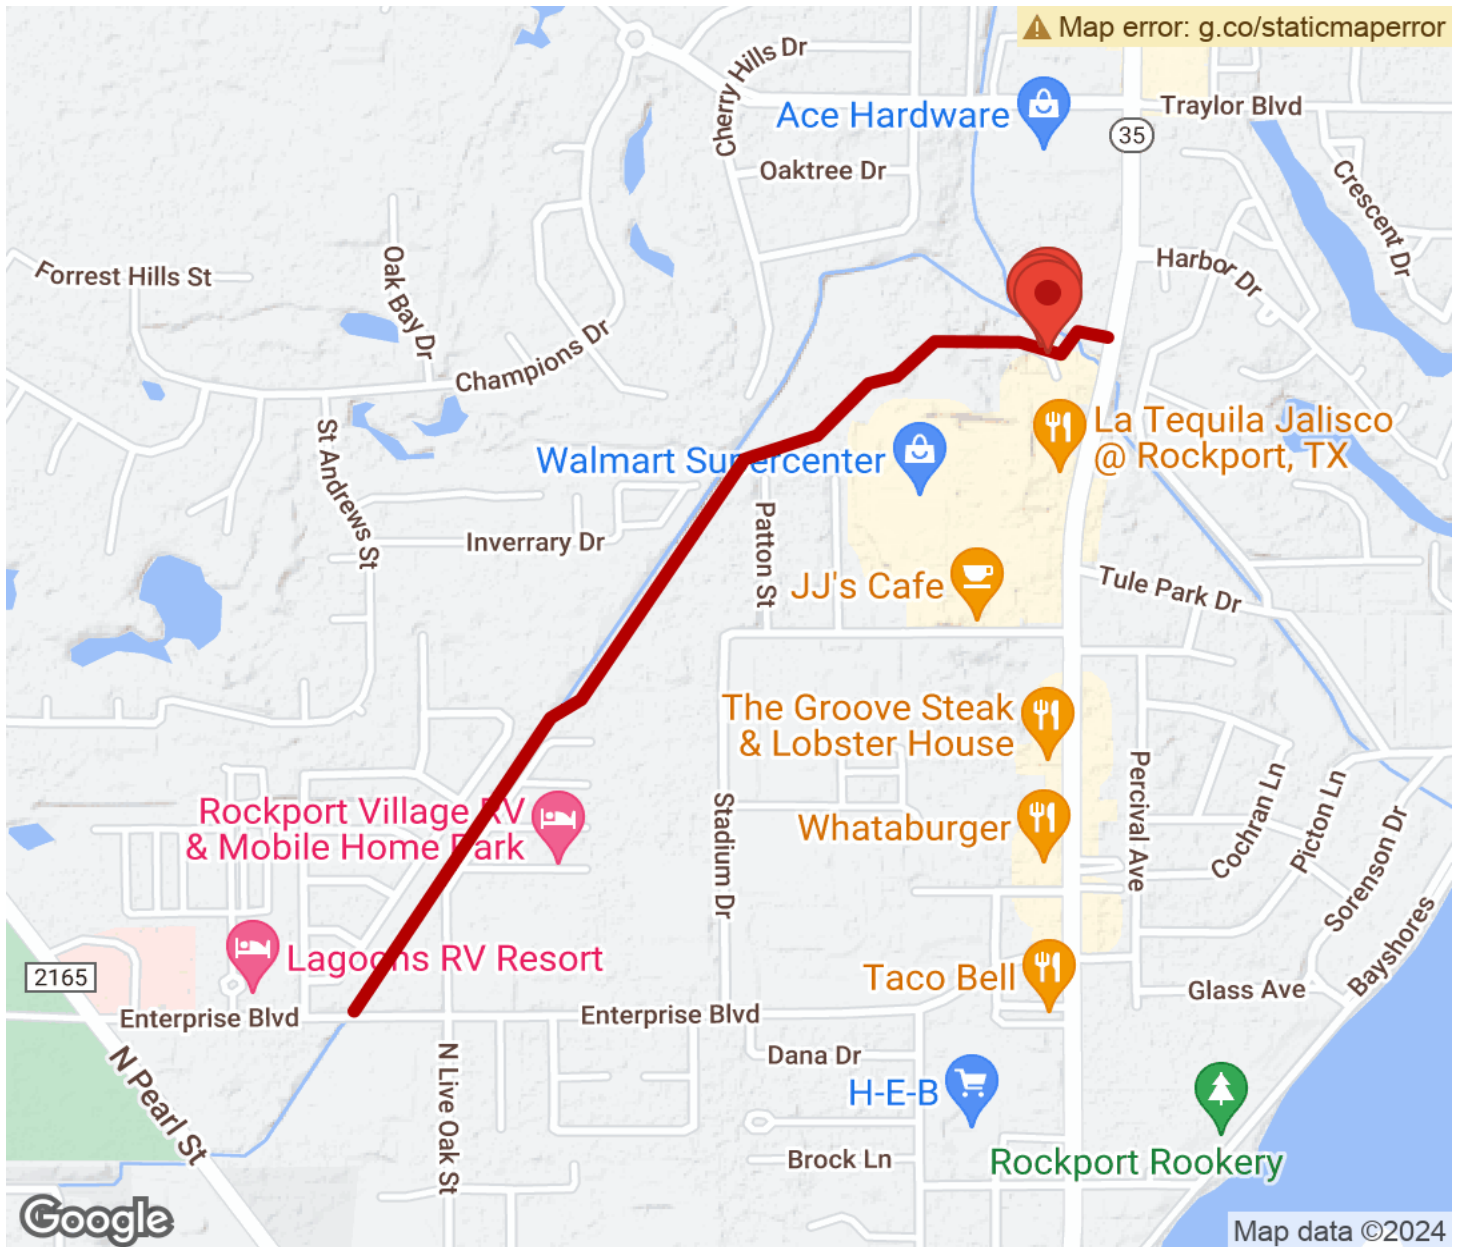 Map error: g.co/staticmaperror
Cherry Hills Dr
Ace Hardware
Traylor Blvd
35
Oaktree Dr
Crescent Dr
Forrest Hills St
Oak Bay Dr
Harbor Dr
Champions Dr
La Tequila Jalisco
@ Rockport, TX
St Andrews St
Walmart Supercenter
Inverrary Dr
Patton St
JJ's Cafe
Tule Park Dr
The Groove Steak
& Lobster House
Percival Ave
Cochran Ln
Picton Ln
Sorenson Dr
Rockport Village RV
& Mobile Home Park
Stadium Dr
Whataburger
Bayshores
Lagoons RV Resort
2165
Taco Bell
Glass Ave
Enterprise Blvd
Enterprise Blvd
N Pearl St
N Live Oak St
Dana Dr
H-E-B
Brock Ln
Rockport Rookery
Google
Map data ©2024